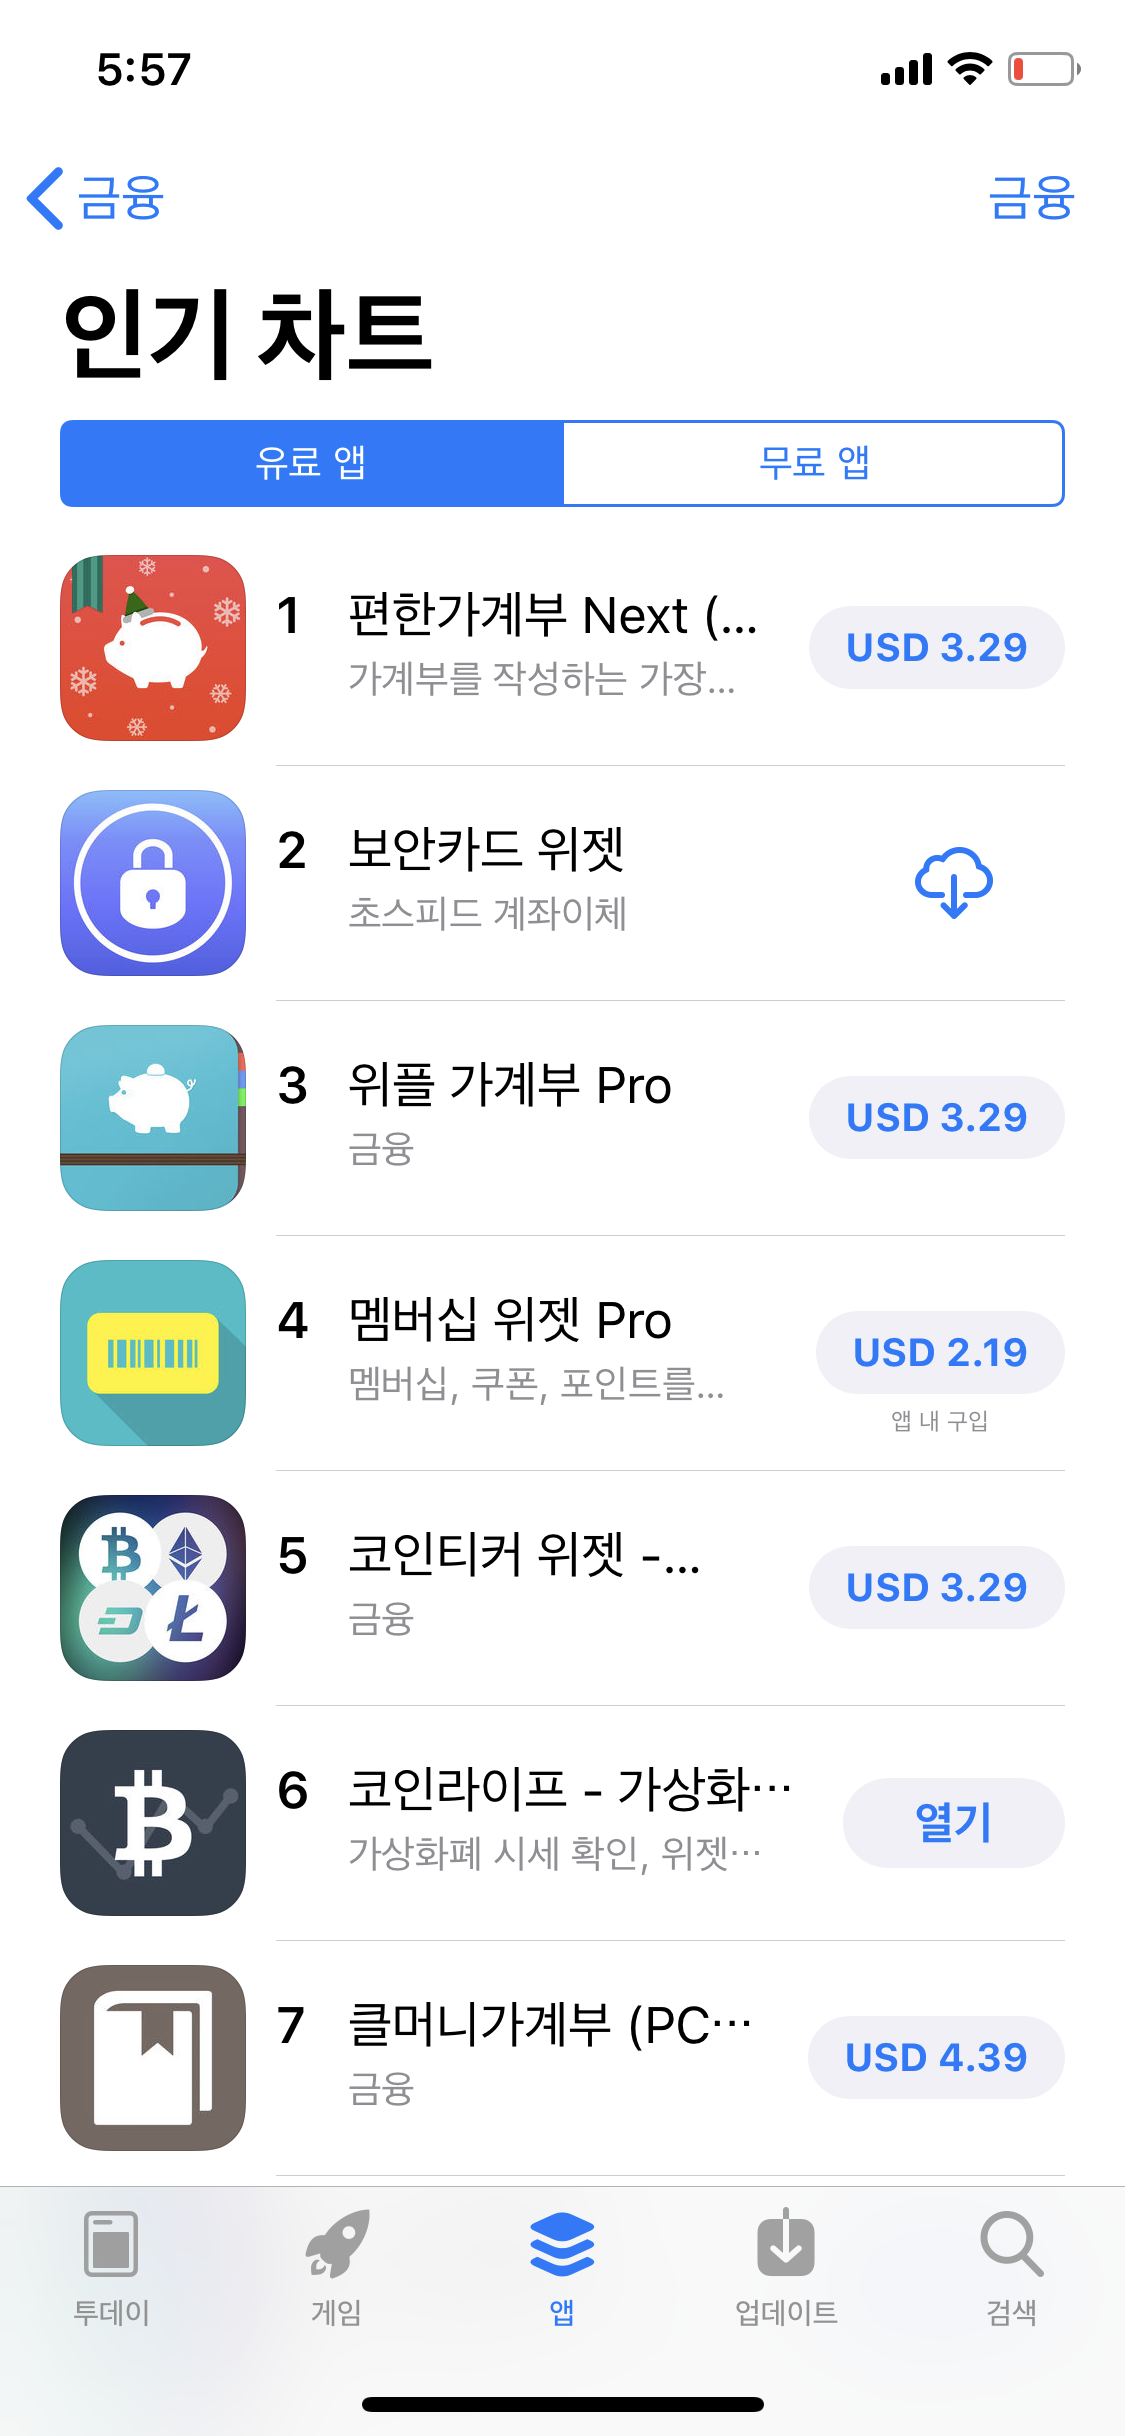 5:57
금융
금융
인기 차트
유료 앱
무료 앱
1
편한가계부 Next (...
가계부를 작성하는 가장...
USD 3.29
2
보안카드 위젯
초스피드 계좌이체
3
위플 가계부 Pro
금융
USD 3.29
4
멤버십 위젯 Pro
멤버십, 쿠폰, 포인트를...
USD 2.19
앱 내 구입
5
코인티커 위젯 -...
금융
USD 3.29
6
코인라이프 - 가상화⋯
가상화폐 시세 확인, 위젯⋯
열기
7
클머니가계부 (PC⋯
금융
USD 4.39
투데이
게임
앱
업데이트
검색